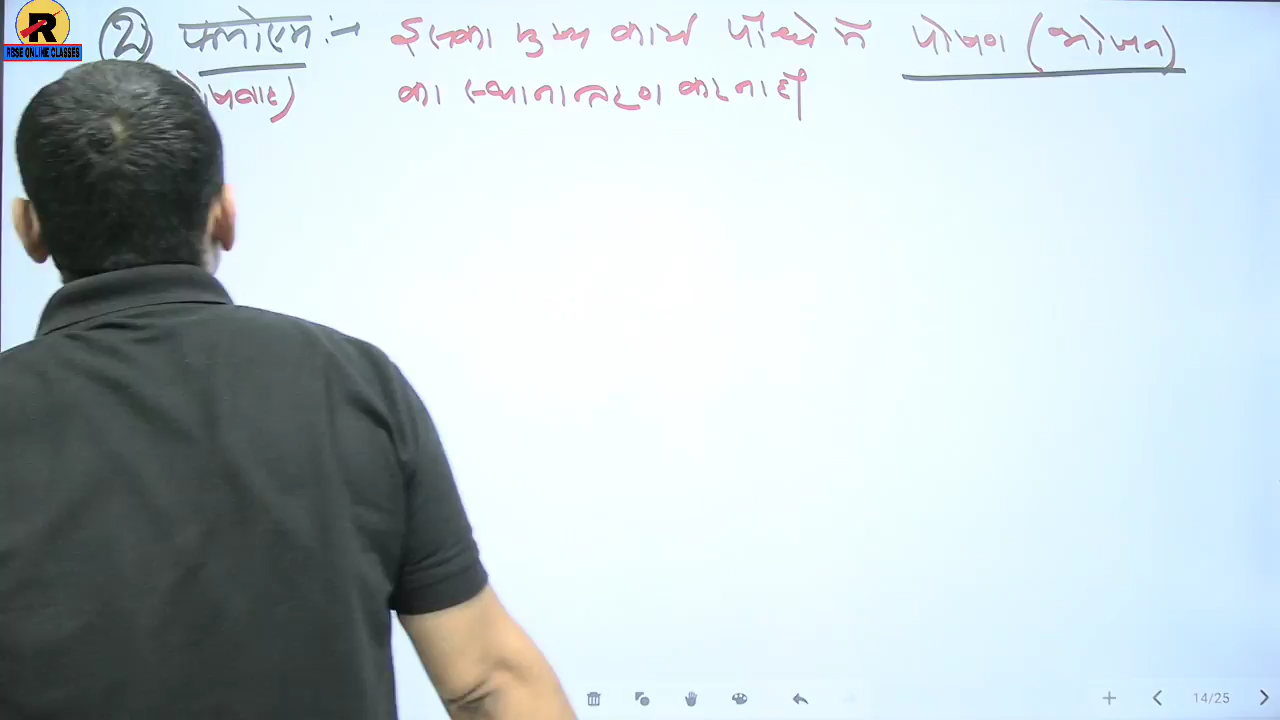 R
RBSE ONLINE CLASSES
② फ्लोएम :→ इसका मुख्य कार्य पौधो में पोषण (भोजन)
का स्थानान्तरण करना है।
14/25